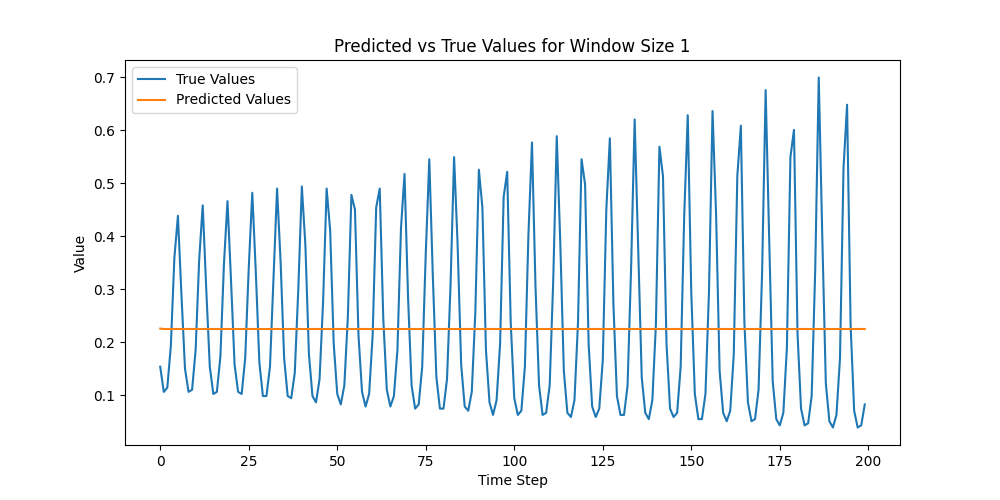 Predicted vs True Values for Window Size 1
True Values
Predicted Values
Value
0.7
0.6
0.5
0.4
0.3
0.2
0.1
0 25 50 75 100 125 150 175 200
Time Step